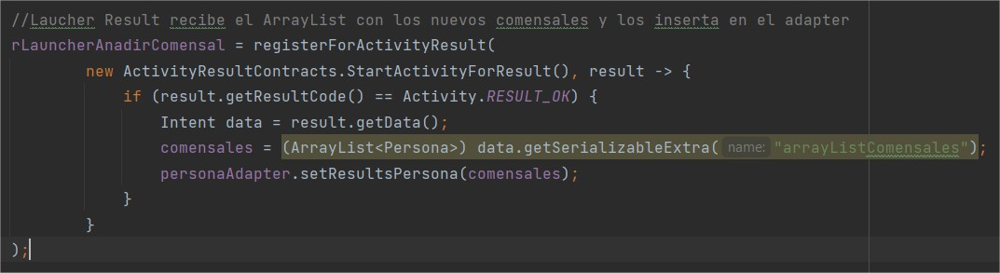 //Laucher Result recibe el ArrayList con los nuevos comensales y los inserta en el adapter
rLauncherAnadirComensal = registerForActivityResult(
new ActivityResultContracts.StartActivityForResult(), result -> {
if (result.getResultCode() == Activity.RESULT_OK) {
Intent data = result.getData();
comensales = (ArrayList<Persona>) data.getSerializableExtra( name: "arrayListComensales");
personaAdapter.setResultsPersona(comensales);
}
}
);